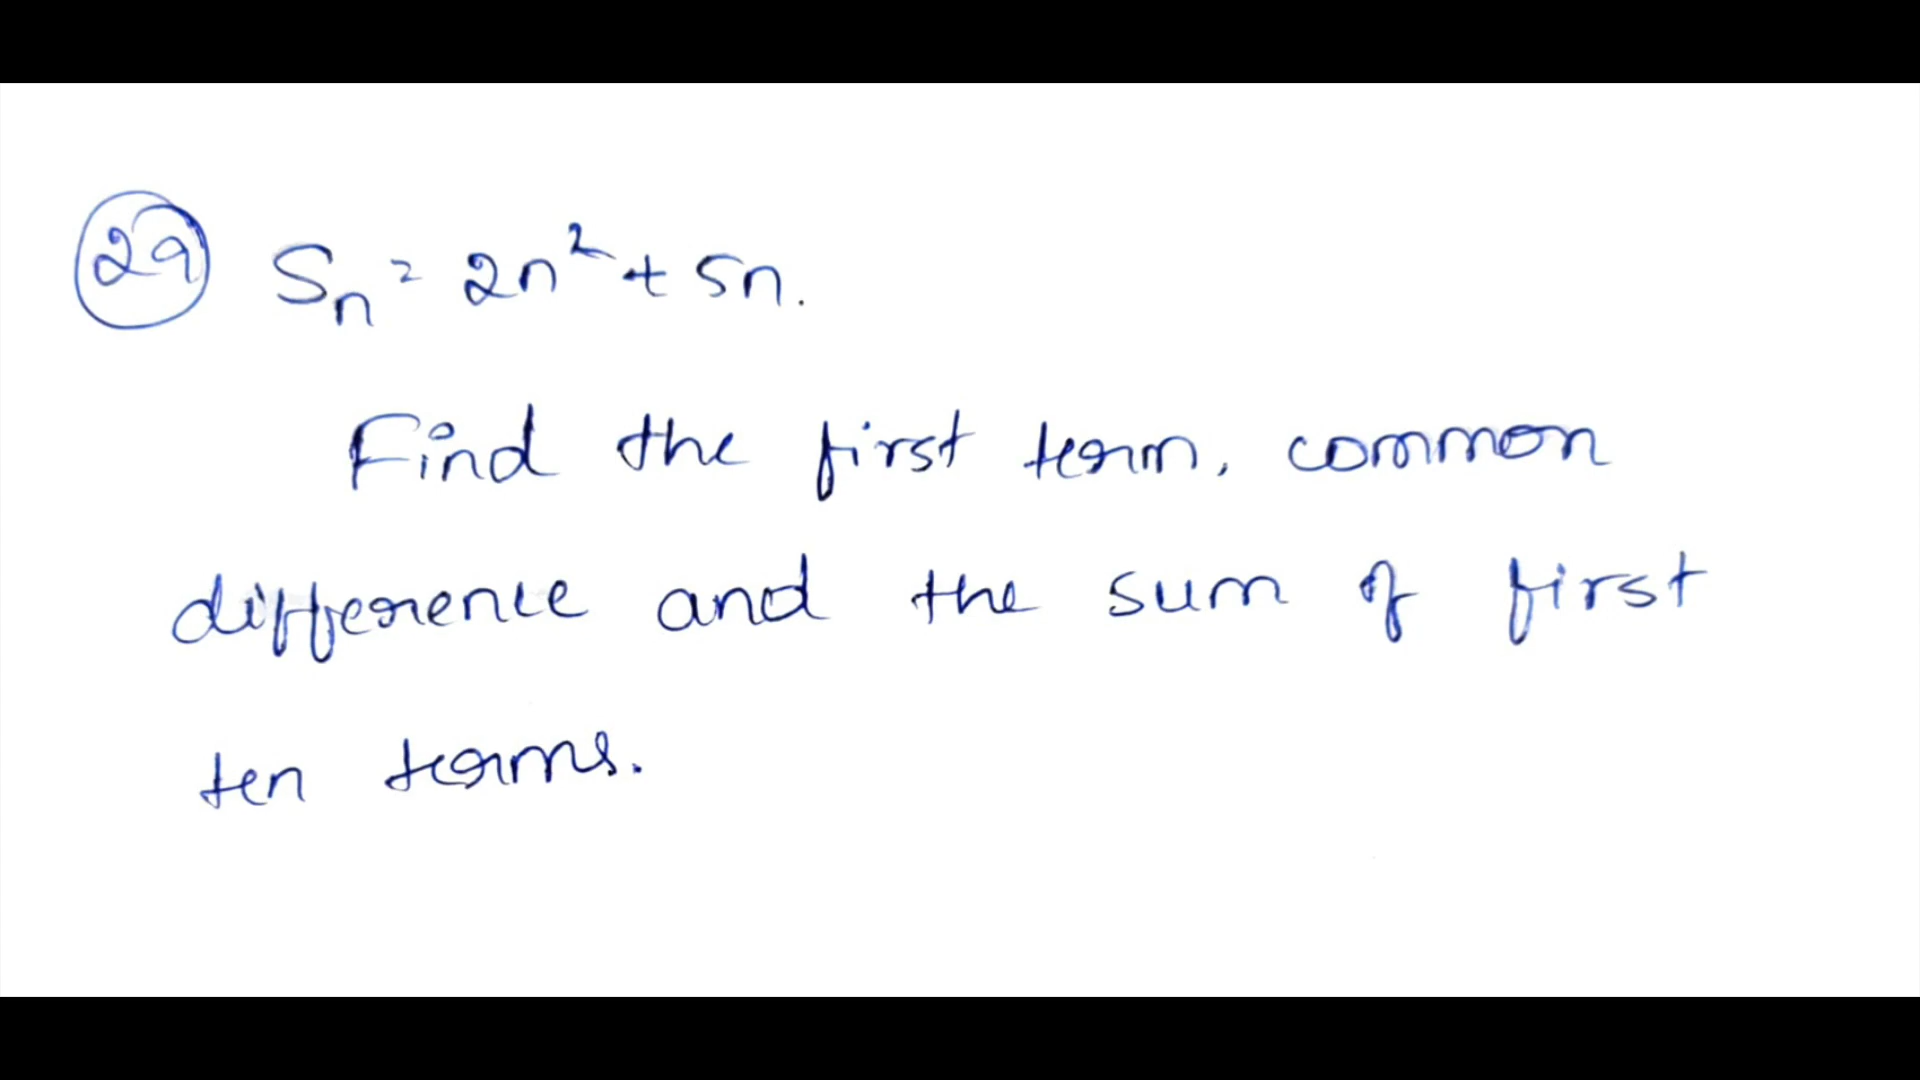 29 Sn = 2n² + 5n.
Find the first term, common
difference and the sum of first
ten terms.